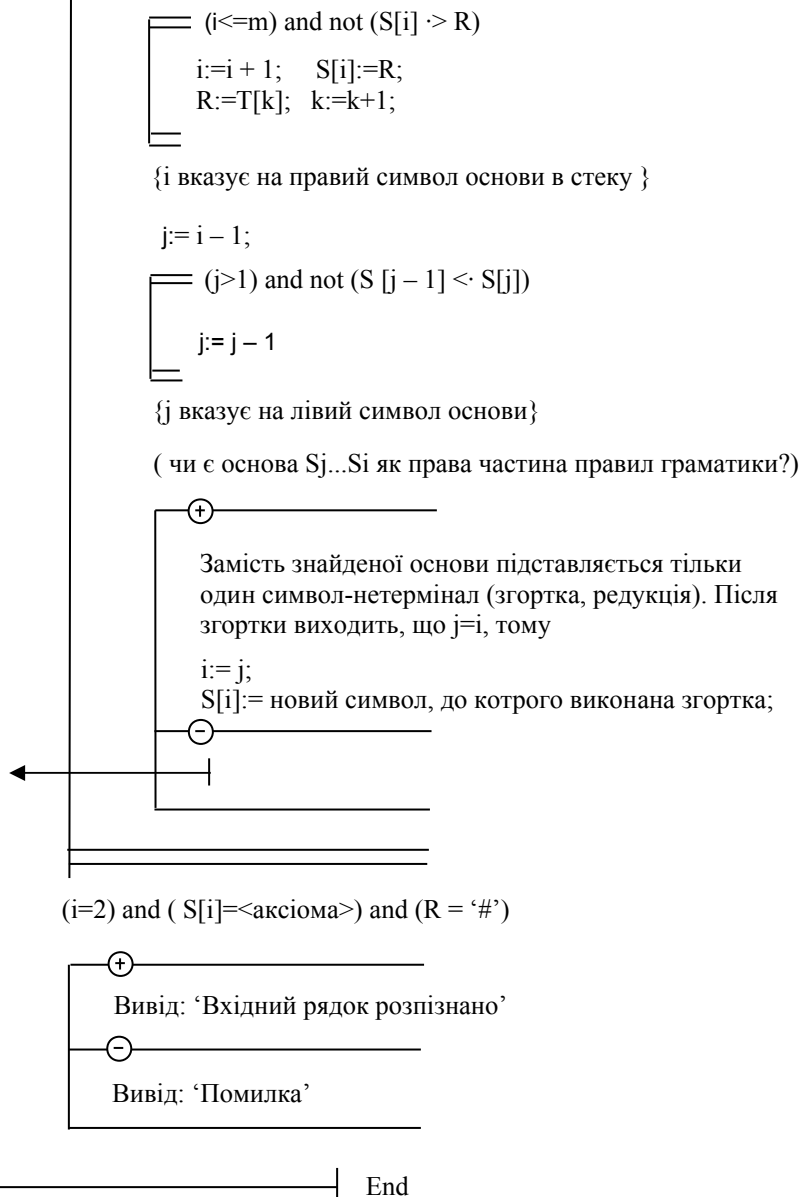 (i<=m) and not (S[i] ·> R)
i:=i + 1; S[i]:=R;
R:=T[k]; k:=k+1;
{і вказує на правий символ основи в стеку }
j:= i – 1;
(j>1) and not (S [j – 1] <· S[j])
j:= j – 1
{j вказує на лівий символ основи}
( чи є основа Sj...Si як права частина правил граматики?)
+
Замість знайденої основи підставляється тільки
один символ-нетермінал (згортка, редукція). Після
згортки виходить, що j=i, тому
i:= j;
S[i]:= новий символ, до котрого виконана згортка;
−
(i=2) and ( S[i]=<аксіома>) and (R = ‘#’)
+
Вивід: ‘Вхідний рядок розпізнано’
−
Вивід: ‘Помилка’
End